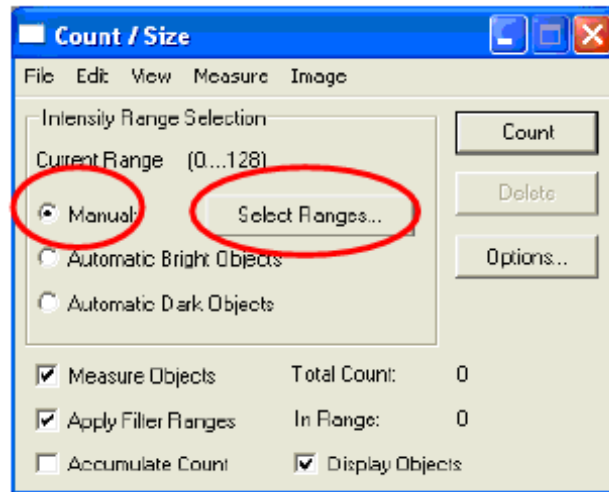 Count / Size
File Edit View Measure Image
Intensity Range Selection
Current Range (0...128)
Manual:
Select Ranges...
Automatic Bright Objects
Automatic Dark Objects
Count
Delete
Options...
Measure Objects
Total Count: 0
Apply Filter Ranges
In Range: 0
Accumulate Count
Display Objects